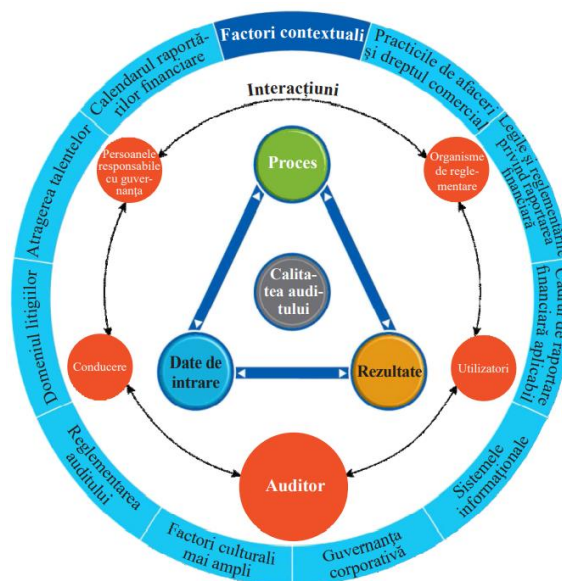 Factori contextuali
Practicile de afaceri
și dreptul comercial
Legile și reglementările
privind raportarea
financiară
Cadrul de raportare
financiară aplicabil
Sistemele
informaționale
Guvernanța
corporativă
Factori culturali
mai ampli
Reglementarea
auditului
Domeniul litigiilor
Atragerea talentelor
Calendarul raportă-
rilor financiare
Interacțiuni
Persoanele
responsabile
cu guver-
nanța
Organisme
de regle-
mentare
Proces
Calita-
tea audi-
tului
Date de
intrare
Rezultate
Conducere
Utilizatori
Auditor